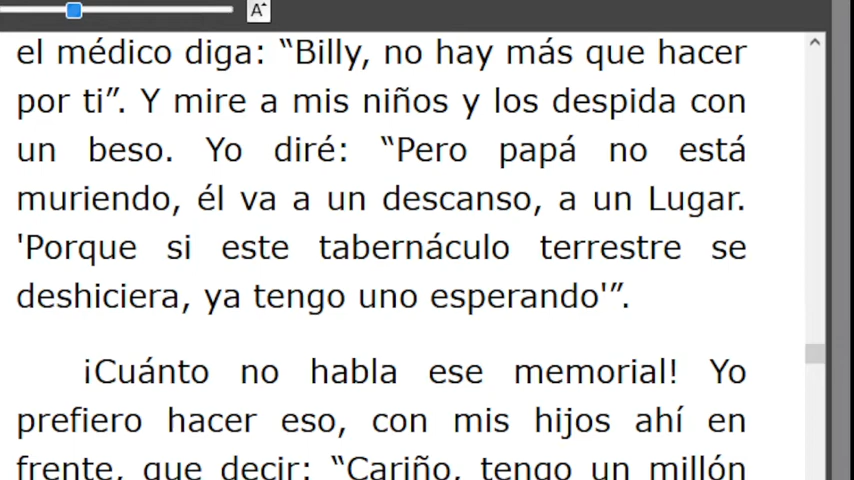 A
el médico diga: “Billy, no hay más que hacer
por ti”. Y mire a mis niños y los despida con
un beso. Yo diré: “Pero papá no está
muriendo, él va a un descanso, a un Lugar.
'Porque si este tabernáculo terrestre se
deshiciera, ya tengo uno esperando'”.
¡Cuánto no habla ese memorial! Yo
prefiero hacer eso, con mis hijos ahí en
frente, que decir: “Cariño, tengo un millón